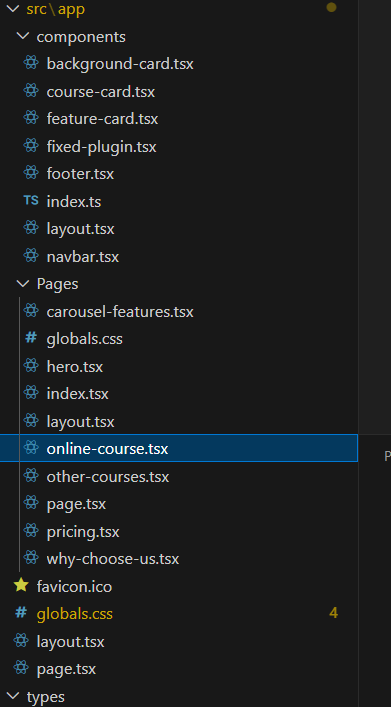 src\app
components
background-card.tsx
course-card.tsx
feature-card.tsx
fixed-plugin.tsx
footer.tsx
TS index.ts
layout.tsx
navbar.tsx
Pages
carousel-features.tsx
# globals.css
hero.tsx
index.tsx
layout.tsx
online-course.tsx
other-courses.tsx
P
page.tsx
pricing.tsx
why-choose-us.tsx
favicon.ico
# globals.css 4
layout.tsx
page.tsx
types